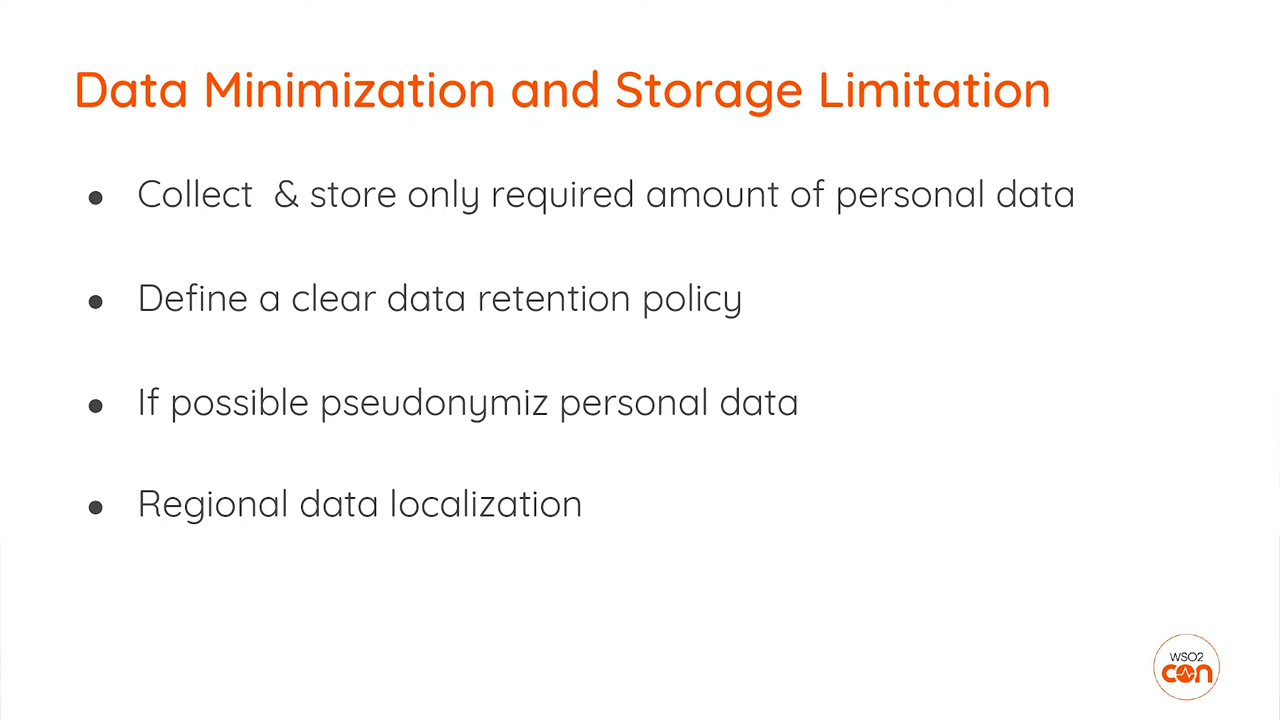 Data Minimization and Storage Limitation
● Collect  & store only required amount of personal data
● Define a clear data retention policy
● If possible pseudonymiz personal data
● Regional data localization
WSO2
con